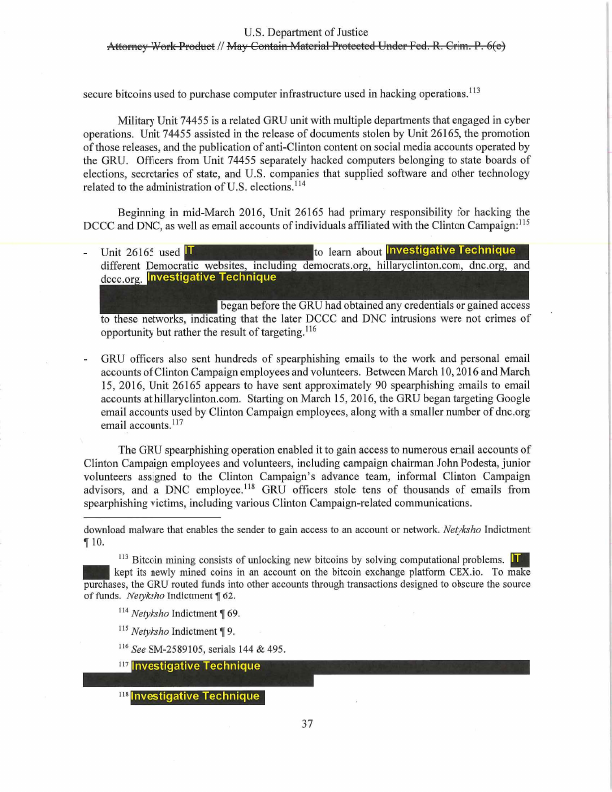 U.S. Department of Justice
Attorney Work Product // May Contain Material Protected Under Fed. R. Crim. P. 6(e)
secure bitcoins used to purchase computer infrastructure used in hacking operations.113
Military Unit 74455 is a related GRU unit with multiple departments that engaged in cyber
operations. Unit 74455 assisted in the release of documents stolen by Unit 26165, the promotion
of those releases, and the publication of anti-Clinton content on social media accounts operated by
the GRU. Officers from Unit 74455 separately hacked computers belonging to state boards of
elections, secretaries of state, and U.S. companies that supplied software and other technology
related to the administration of U.S. elections.114
Beginning in mid-March 2016, Unit 26165 had primary responsibility for hacking the
DCCC and DNC, as well as email accounts of individuals affiliated with the Clinton Campaign:115
- Unit 26165 used IT to learn about Investigative Technique
different Democratic websites, including democrats.org, hillaryclinton.com, dnc.org, and
dccc.org. Investigative Technique
began before the GRU had obtained any credentials or gained access
to these networks, indicating that the later DCCC and DNC intrusions were not crimes of
opportunity but rather the result of targeting.116
- GRU officers also sent hundreds of spearphishing emails to the work and personal email
accounts of Clinton Campaign employees and volunteers. Between March 10, 2016 and March
15, 2016, Unit 26165 appears to have sent approximately 90 spearphishing emails to email
accounts at hillaryclinton.com. Starting on March 15, 2016, the GRU began targeting Google
email accounts used by Clinton Campaign employees, along with a smaller number of dnc.org
email accounts.117
The GRU spearphishing operation enabled it to gain access to numerous email accounts of
Clinton Campaign employees and volunteers, including campaign chairman John Podesta, junior
volunteers assigned to the Clinton Campaign's advance team, informal Clinton Campaign
advisors, and a DNC employee.118 GRU officers stole tens of thousands of emails from
spearphishing victims, including various Clinton Campaign-related communications.
download malware that enables the sender to gain access to an account or network. Netyksho Indictment
¶ 10.
113 Bitcoin mining consists of unlocking new bitcoins by solving computational problems. IT
kept its newly mined coins in an account on the bitcoin exchange platform CEX.io. To make
purchases, the GRU routed funds into other accounts through transactions designed to obscure the source
of funds. Netyksho Indictment ¶ 62.
114 Netyksho Indictment ¶ 69.
115 Netyksho Indictment ¶ 9.
116 See SM-2589105, serials 144 & 495.
117 Investigative Technique
118 Investigative Technique
37